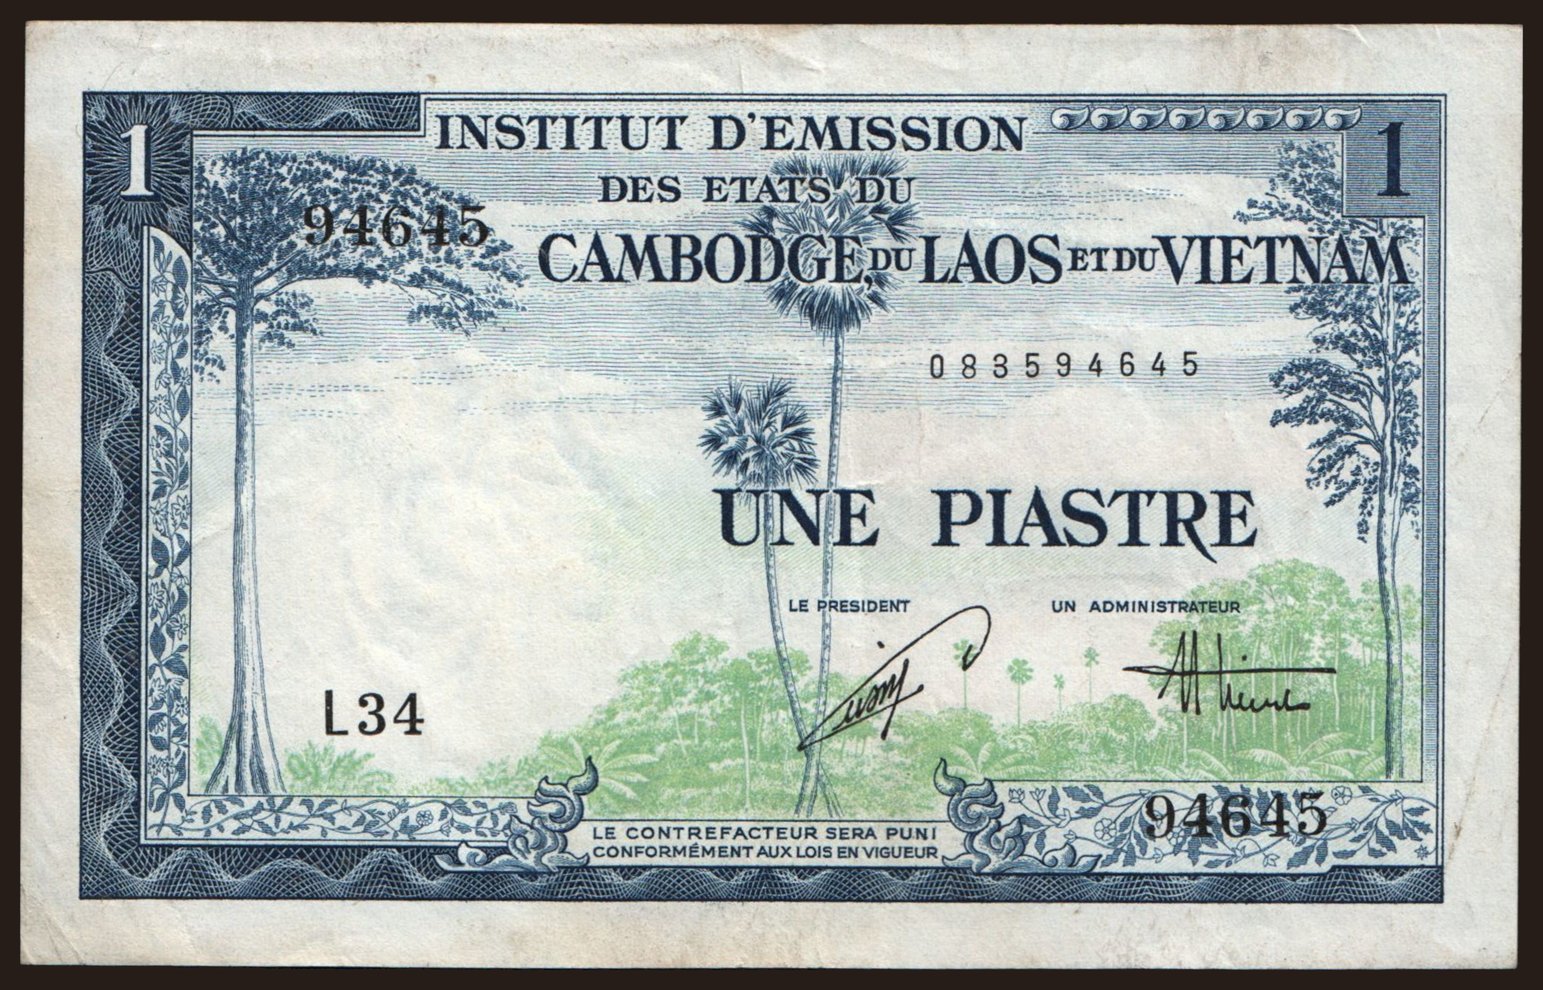 1
INSTITUT D'EMISSION
1
DES ETATS DU
94645
CAMBODGE, DU LAOS ET DU VIETNAM
083594645
UNE PIASTRE
LE PRESIDENT
UN ADMINISTRATEUR
L34
94645
LE CONTREFACTEUR SERA PUNI
CONFORMÉMENT AUX LOIS EN VIGUEUR